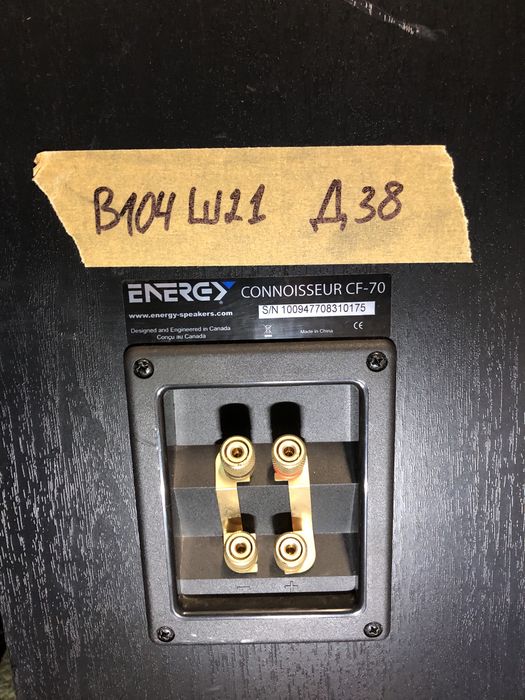 В104 Ш21 Д38
ENERGY CONNOISSEUR CF-70
www.energy-speakers.com S/N 100947708310175
Designed and Engineered in Canada Made in China CE
Conçu au Canada
- +